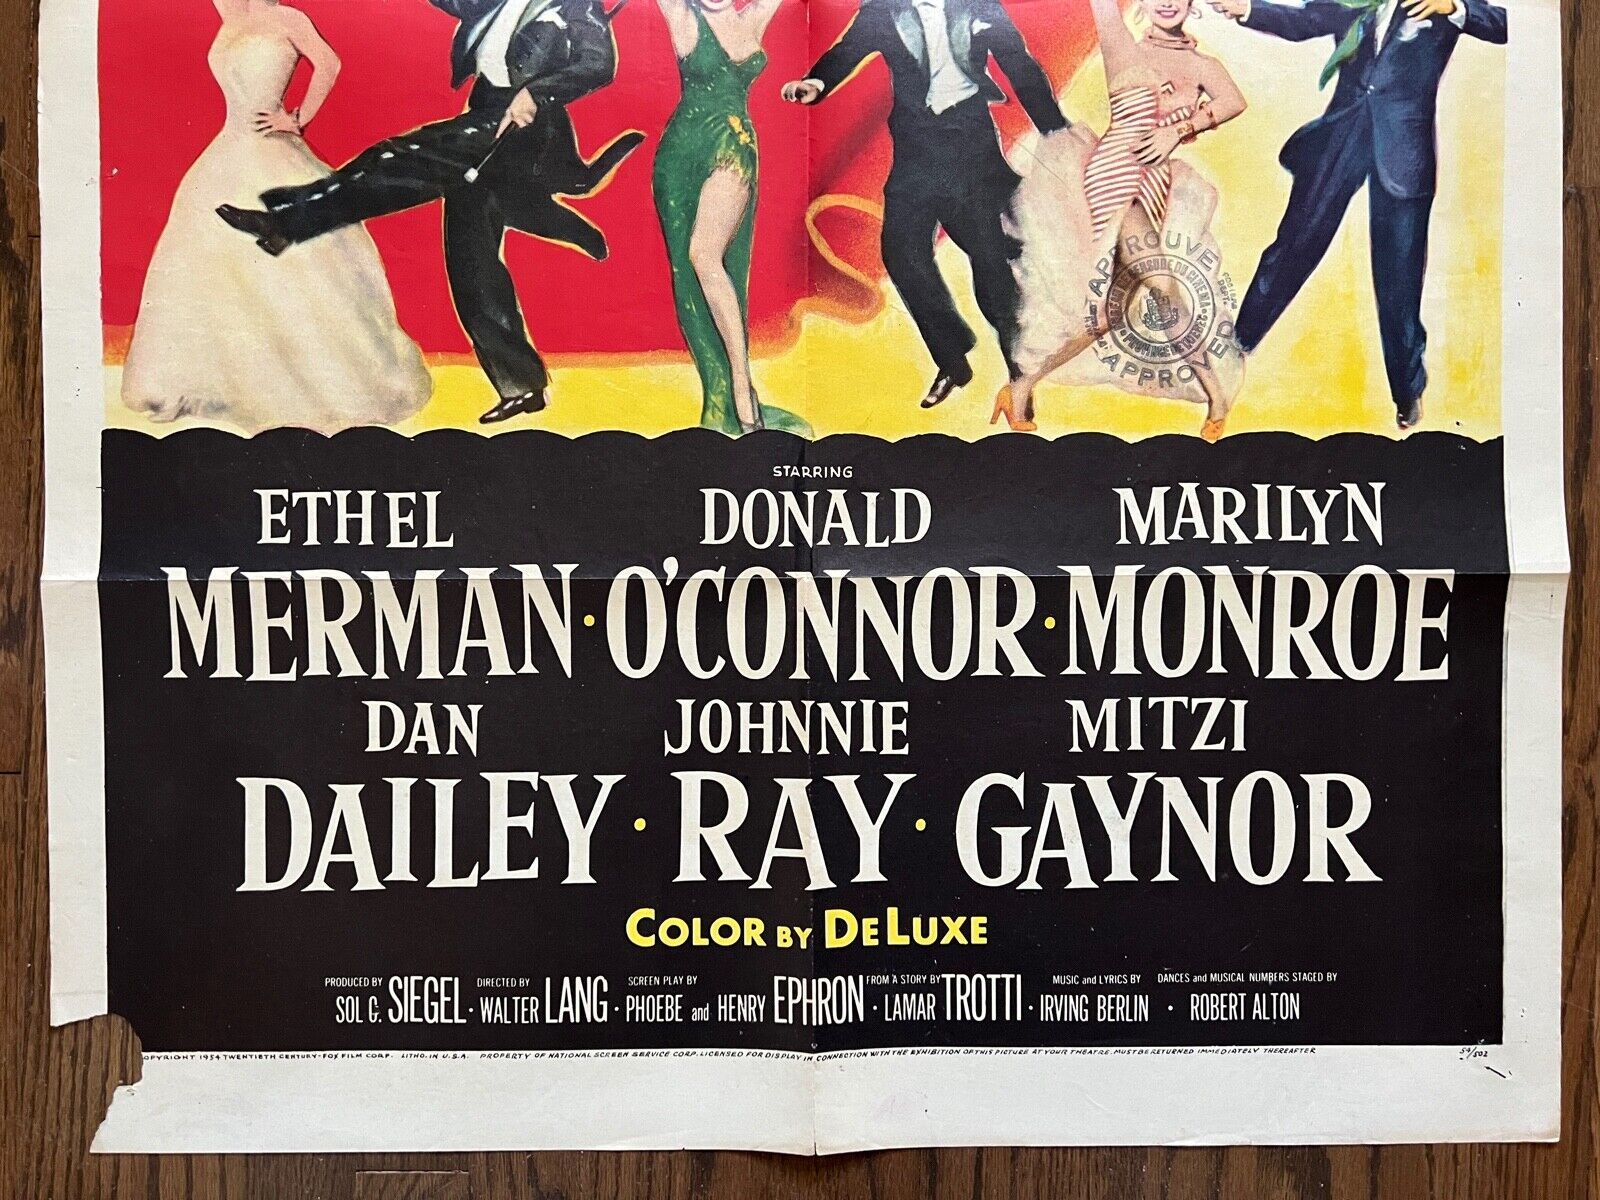 APPROUVE
APPROVED
STARRING
ETHEL DONALD MARILYN
MERMAN · O'CONNOR · MONROE
DAN JOHNNIE MITZI
DAILEY · RAY · GAYNOR
COLOR BY DE LUXE
PRODUCED BY SOL G. SIEGEL · DIRECTED BY WALTER LANG · SCREEN PLAY BY PHOEBE and HENRY EPHRON · FROM A STORY BY LAMAR TROTTI · MUSIC and LYRICS BY IRVING BERLIN · DANCES and MUSICAL NUMBERS STAGED BY ROBERT ALTON
OPYRIGHT 1954 TWENTIETH CENTURY-FOX FILM CORP. LITHO. IN U.S.A. PROPERTY OF NATIONAL SCREEN SERVICE CORP. LICENSED FOR DISPLAY IN CONNECTION WITH THE EXHIBITION OF THIS PICTURE AT YOUR THEATRE. MUST BE RETURNED IMMEDIATELY THEREAFTER 54/502